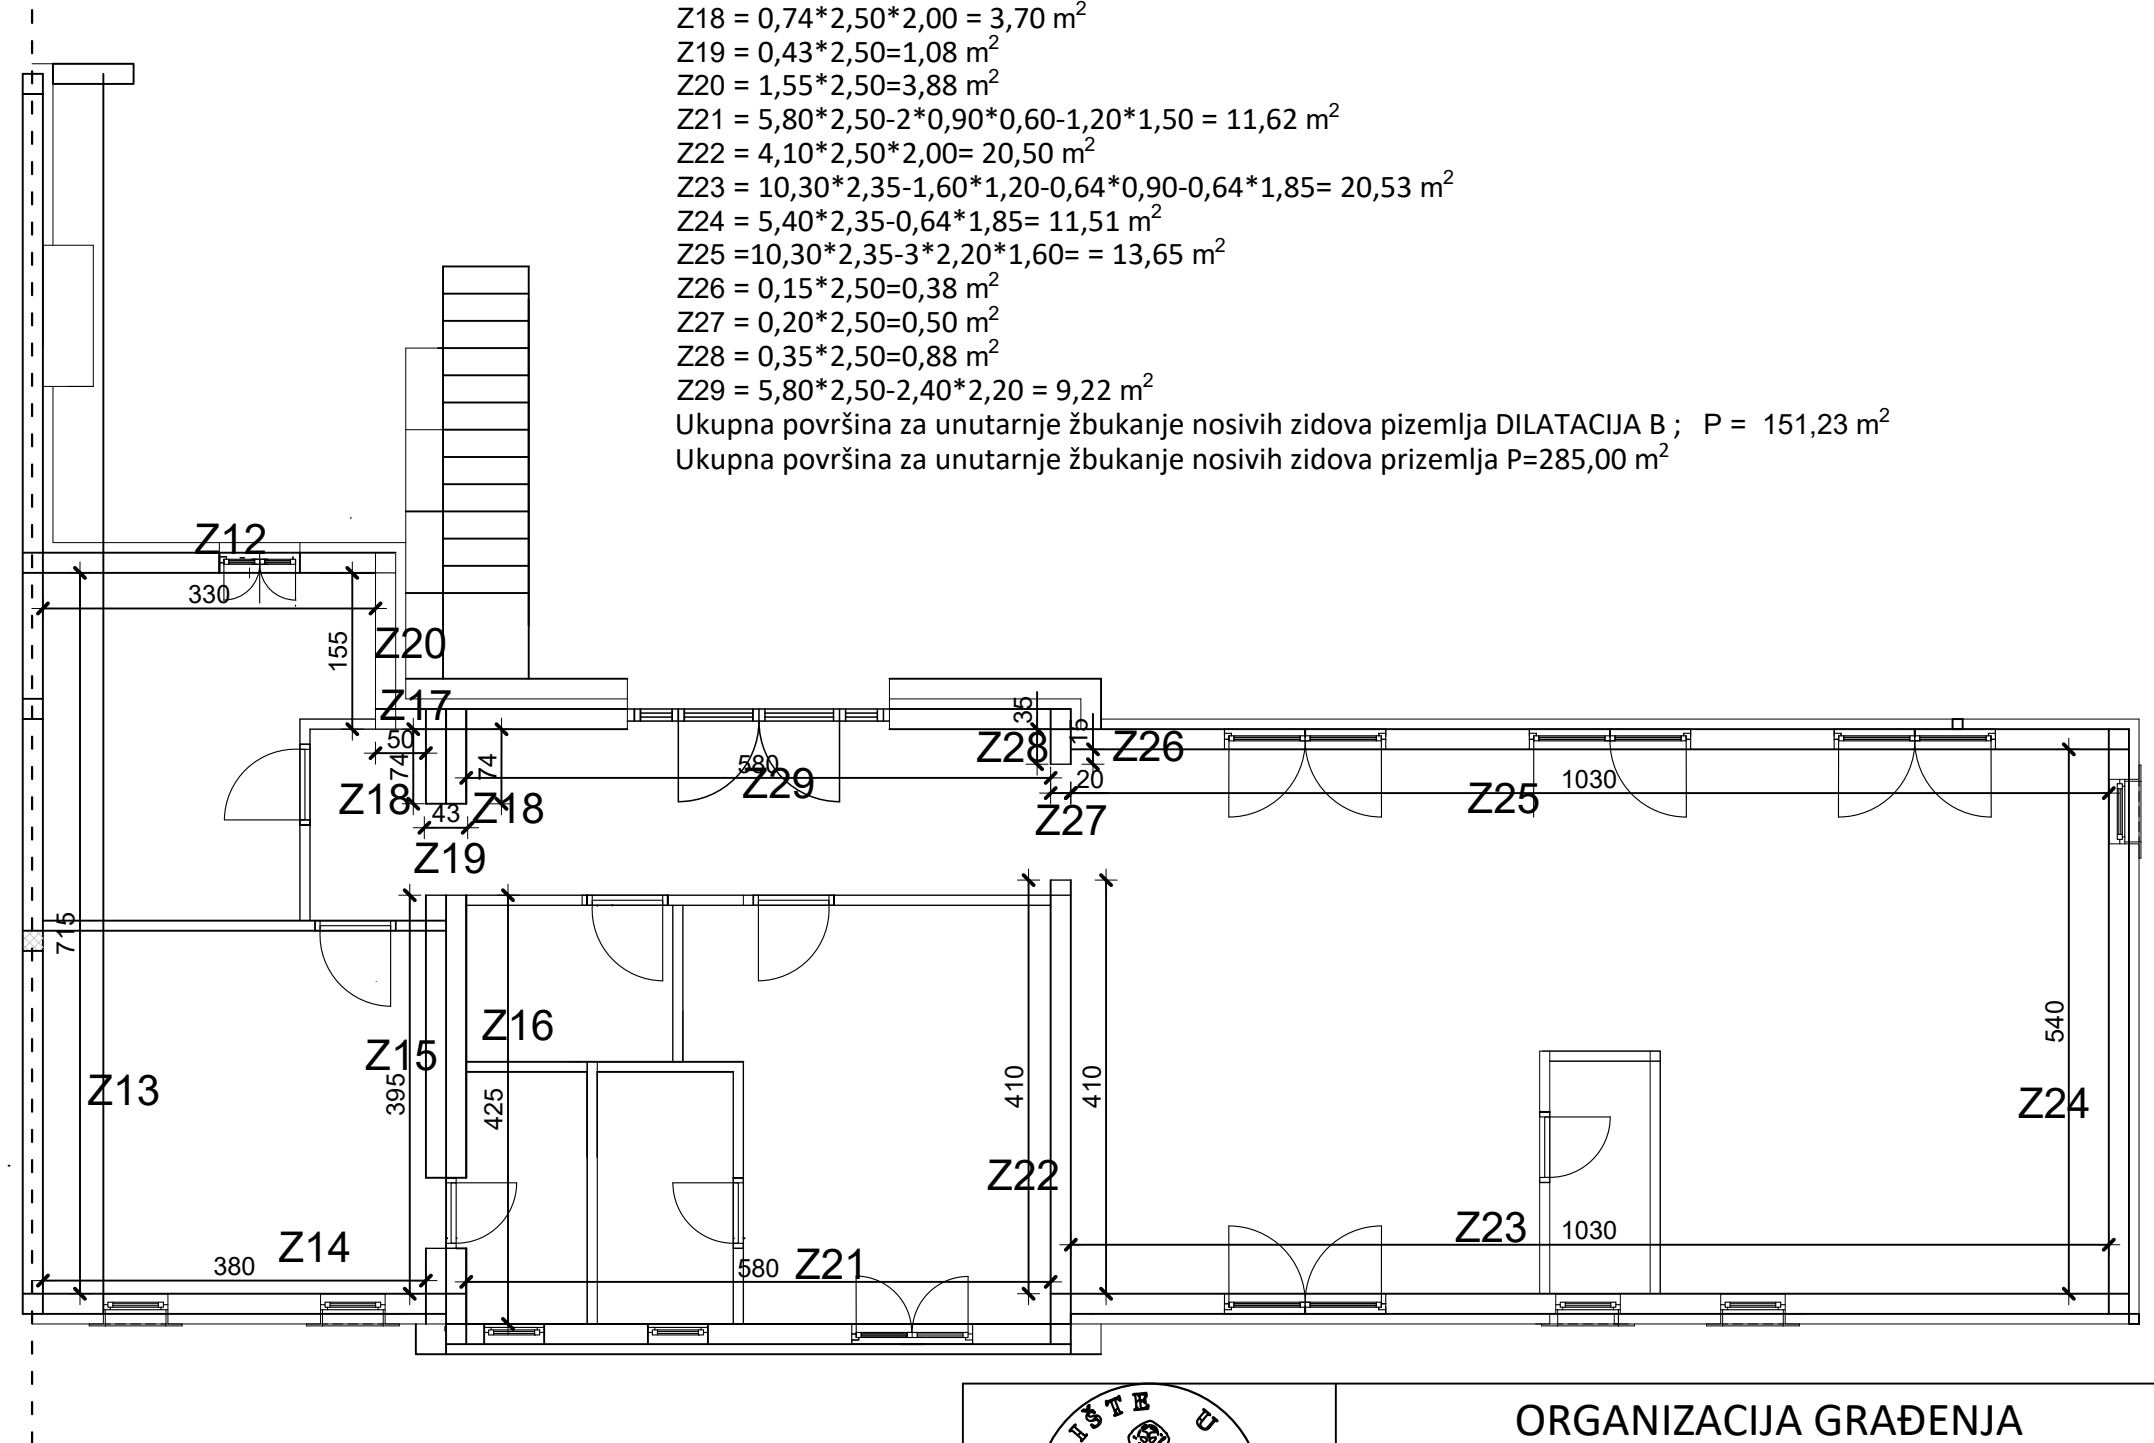 Z18 = 0,74*2,50*2,00 = 3,70 m²
Z19 = 0,43*2,50=1,08 m²
Z20 = 1,55*2,50=3,88 m²
Z21 = 5,80*2,50-2*0,90*0,60-1,20*1,50 = 11,62 m²
Z22 = 4,10*2,50*2,00= 20,50 m²
Z23 = 10,30*2,35-1,60*1,20-0,64*0,90-0,64*1,85= 20,53 m²
Z24 = 5,40*2,35-0,64*1,85= 11,51 m²
Z25 =10,30*2,35-3*2,20*1,60= = 13,65 m²
Z26 = 0,15*2,50=0,38 m²
Z27 = 0,20*2,50=0,50 m²
Z28 = 0,35*2,50=0,88 m²
Z29 = 5,80*2,50-2,40*2,20 = 9,22 m²
Ukupna površina za unutarnje žbukanje nosivih zidova pizemlja DILATACIJA B ; P = 151,23 m²
Ukupna površina za unutarnje žbukanje nosivih zidova prizemlja P=285,00 m²
Z12
330
155
Z20
Z17
50
74
74
Z18
Z18
43
Z19
580
Z29
35
15
Z28
Z26
20
Z27
1030
Z25
715
Z13
Z15
395
Z16
425
410
410
Z22
540
Z24
Z14
380
580
Z21
Z23
1030
IŠTE U
ORGANIZACIJA GRAĐENJA